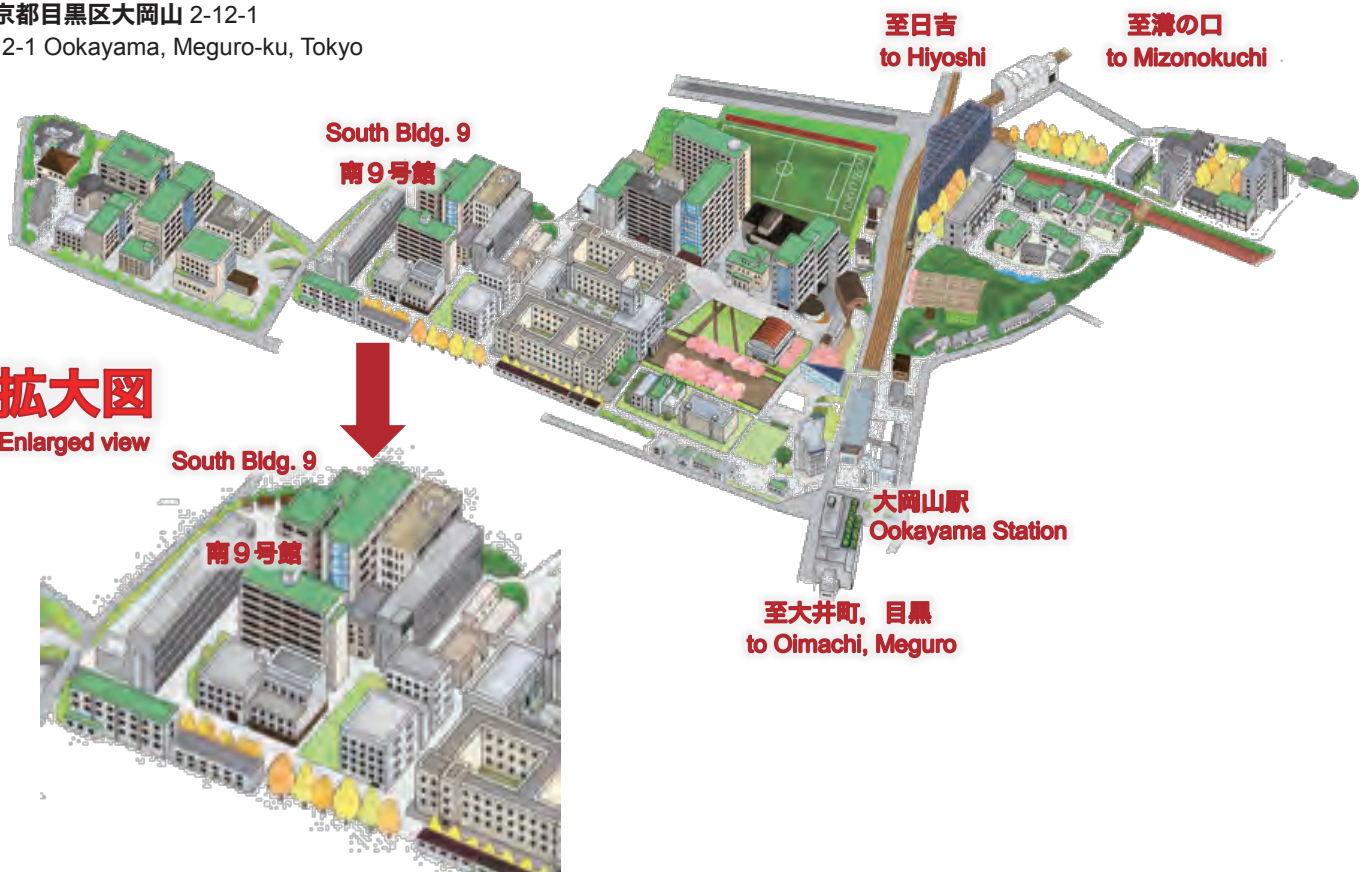 京都目黒区大岡山 2-12-1
2-1 Ookayama, Meguro-ku, Tokyo
至日吉
to Hiyoshi
至溝の口
to Mizonokuchi
South Bldg. 9
南９号館
拡大図
Enlarged view
South Bldg. 9
南９号館
大岡山駅
Ookayama Station
至大井町，目黒
to Oimachi, Meguro